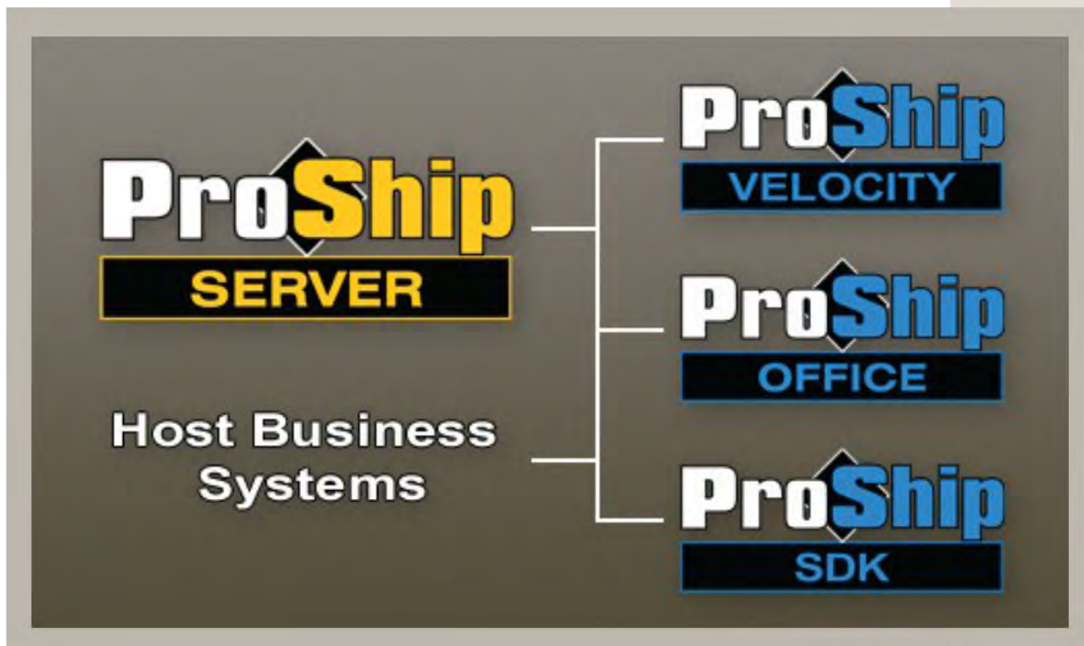 ProShip
SERVER
Host Business
Systems
ProShip
VELOCITY
ProShip
OFFICE
ProShip
SDK